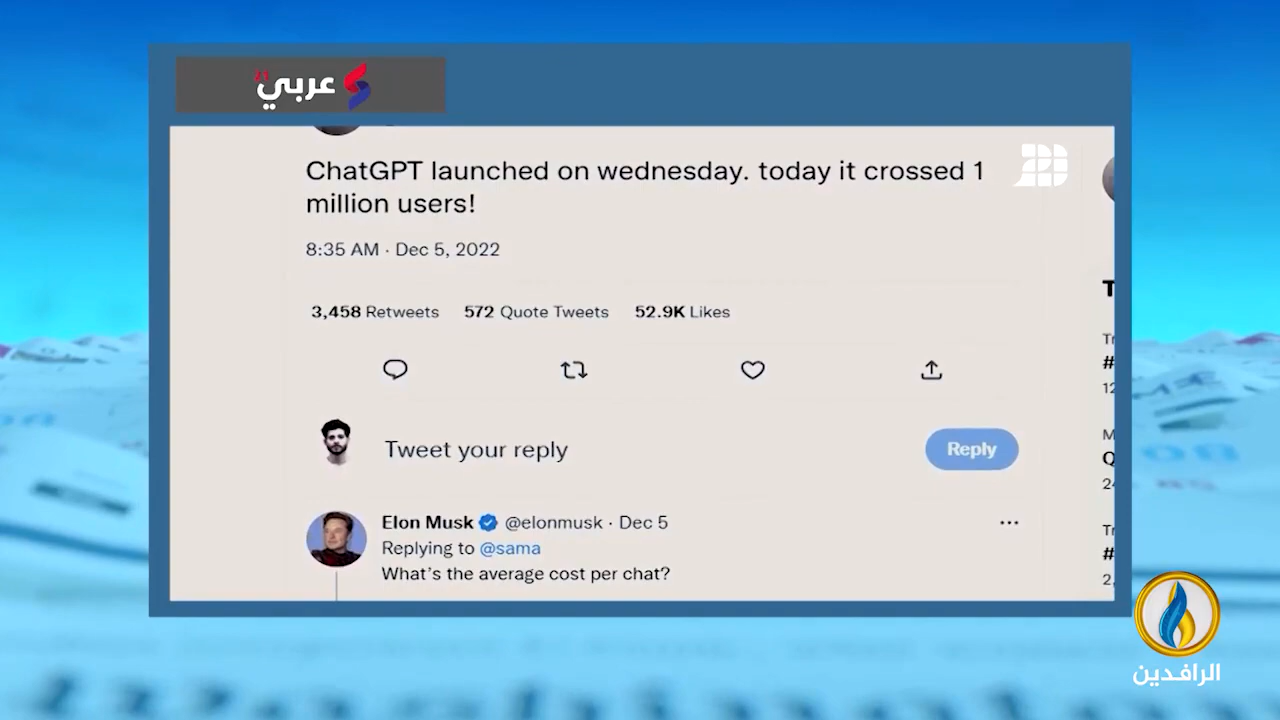 عربي21
ChatGPT launched on wednesday. today it crossed 1
million users!
8:35 AM · Dec 5, 2022
3,458 Retweets 572 Quote Tweets 52.9K Likes
Tweet your reply
Reply
Elon Musk @elonmusk · Dec 5
Replying to @sama
What's the average cost per chat?
الرافدين